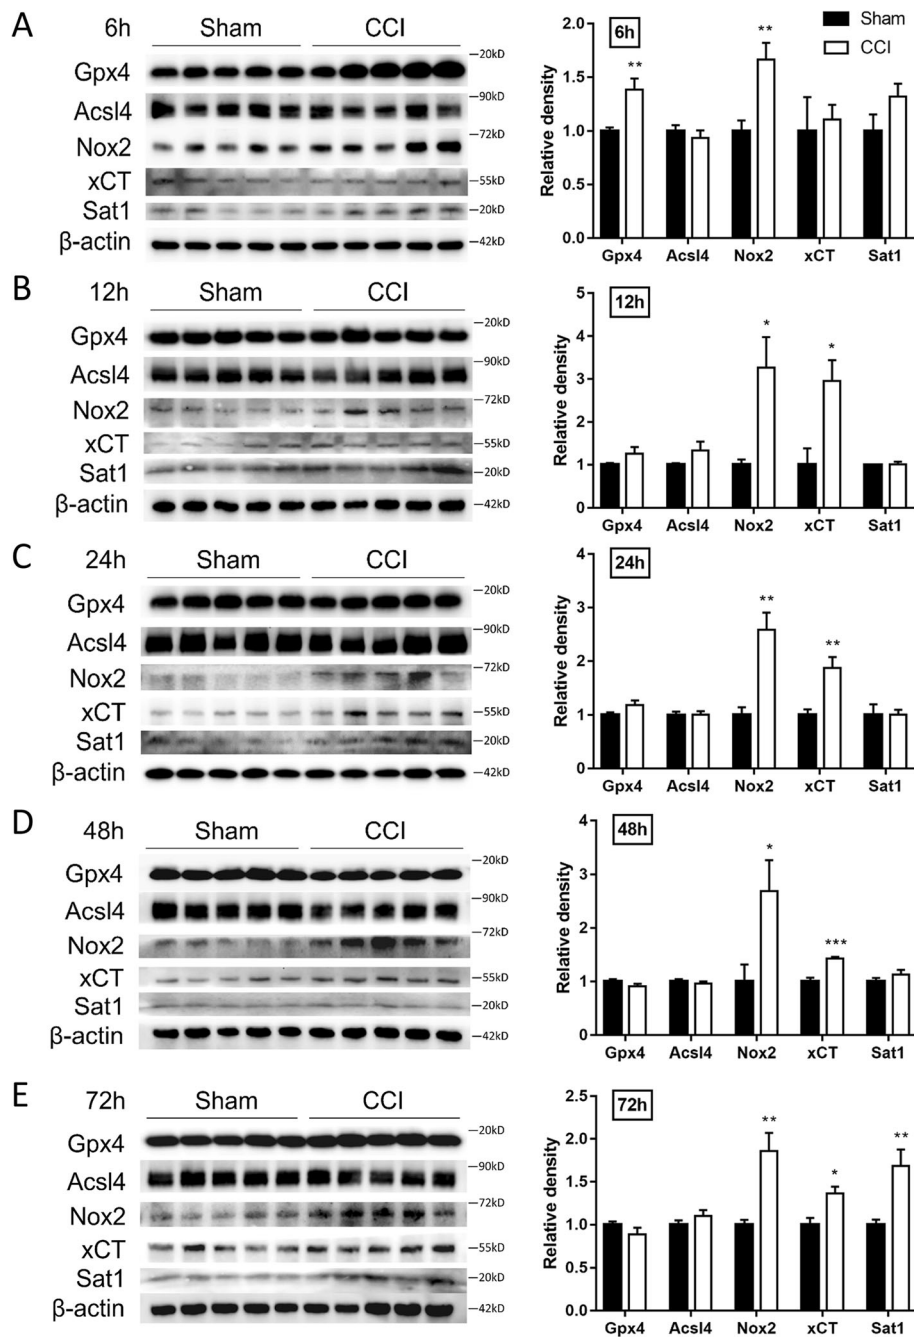 A
6h
Sham
CCI
Gpx4
—20kD
Acsl4
—90kD
Nox2
—72kD
xCT
—55kD
Sat1
—20kD
β-actin
—42kD
6h
Sham
CCI
Relative density
2.0
1.5
1.0
0.5
0.0
**
**
Gpx4 Acsl4 Nox2 xCT Sat1
B
12h
Sham
CCI
Gpx4
—20kD
Acsl4
—90kD
Nox2
—72kD
xCT
—55kD
Sat1
—20kD
β-actin
—42kD
12h
Relative density
5
4
3
2
1
0
*
*
Gpx4 Acsl4 Nox2 xCT Sat1
C
24h
Sham
CCI
Gpx4
—20kD
Acsl4
—90kD
Nox2
—72kD
xCT
—55kD
Sat1
—20kD
β-actin
—42kD
24h
Relative density
4
3
2
1
0
**
**
Gpx4 Acsl4 Nox2 xCT Sat1
D
48h
Sham
CCI
Gpx4
—20kD
Acsl4
—90kD
Nox2
—72kD
xCT
—55kD
Sat1
—20kD
β-actin
—42kD
48h
Relative density
4
3
2
1
0
*
***
Gpx4 Acsl4 Nox2 xCT Sat1
E
72h
Sham
CCI
Gpx4
—20kD
Acsl4
—90kD
Nox2
—72kD
xCT
—55kD
Sat1
—20kD
β-actin
—42kD
72h
Relative density
2.5
2.0
1.5
1.0
0.5
0.0
**
*
**
Gpx4 Acsl4 Nox2 xCT Sat1